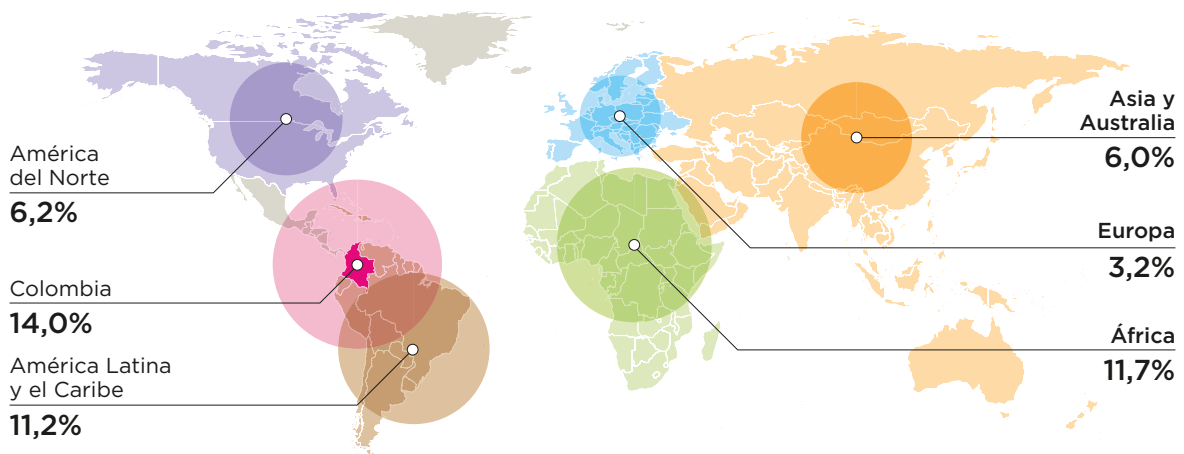 América
del Norte
6,2%
Colombia
14,0%
América Latina
y el Caribe
11,2%
Asia y
Australia
6,0%
Europa
3,2%
África
11,7%